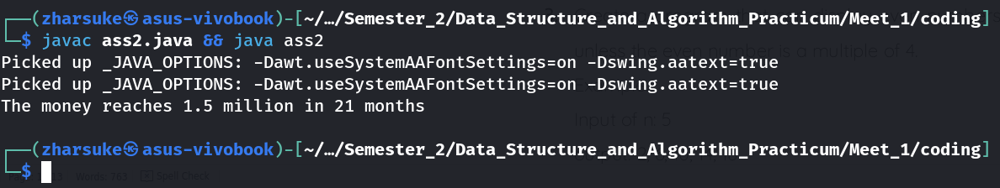 ┌──(zharsuke㉿asus-vivobook)-[~/…/Semester_2/Data_Structure_and_Algorithm_Practicum/Meet_1/coding]
└─$ javac ass2.java && java ass2
unless the even number is a multiple of 4.
Picked up _JAVA_OPTIONS: -Dawt.useSystemAAFontSettings=on -Dswing.aatext=true
Picked up _JAVA_OPTIONS: -Dawt.useSystemAAFontSettings=on -Dswing.aatext=true
The money reaches 1.5 million in 21 months
Input of n: 5
┌──(zharsuke㉿asus-vivobook)-[~/…/Semester_2/Data_Structure_and_Algorithm_Practicum/Meet_1/coding]
└─$
Words: 763
Spell Check